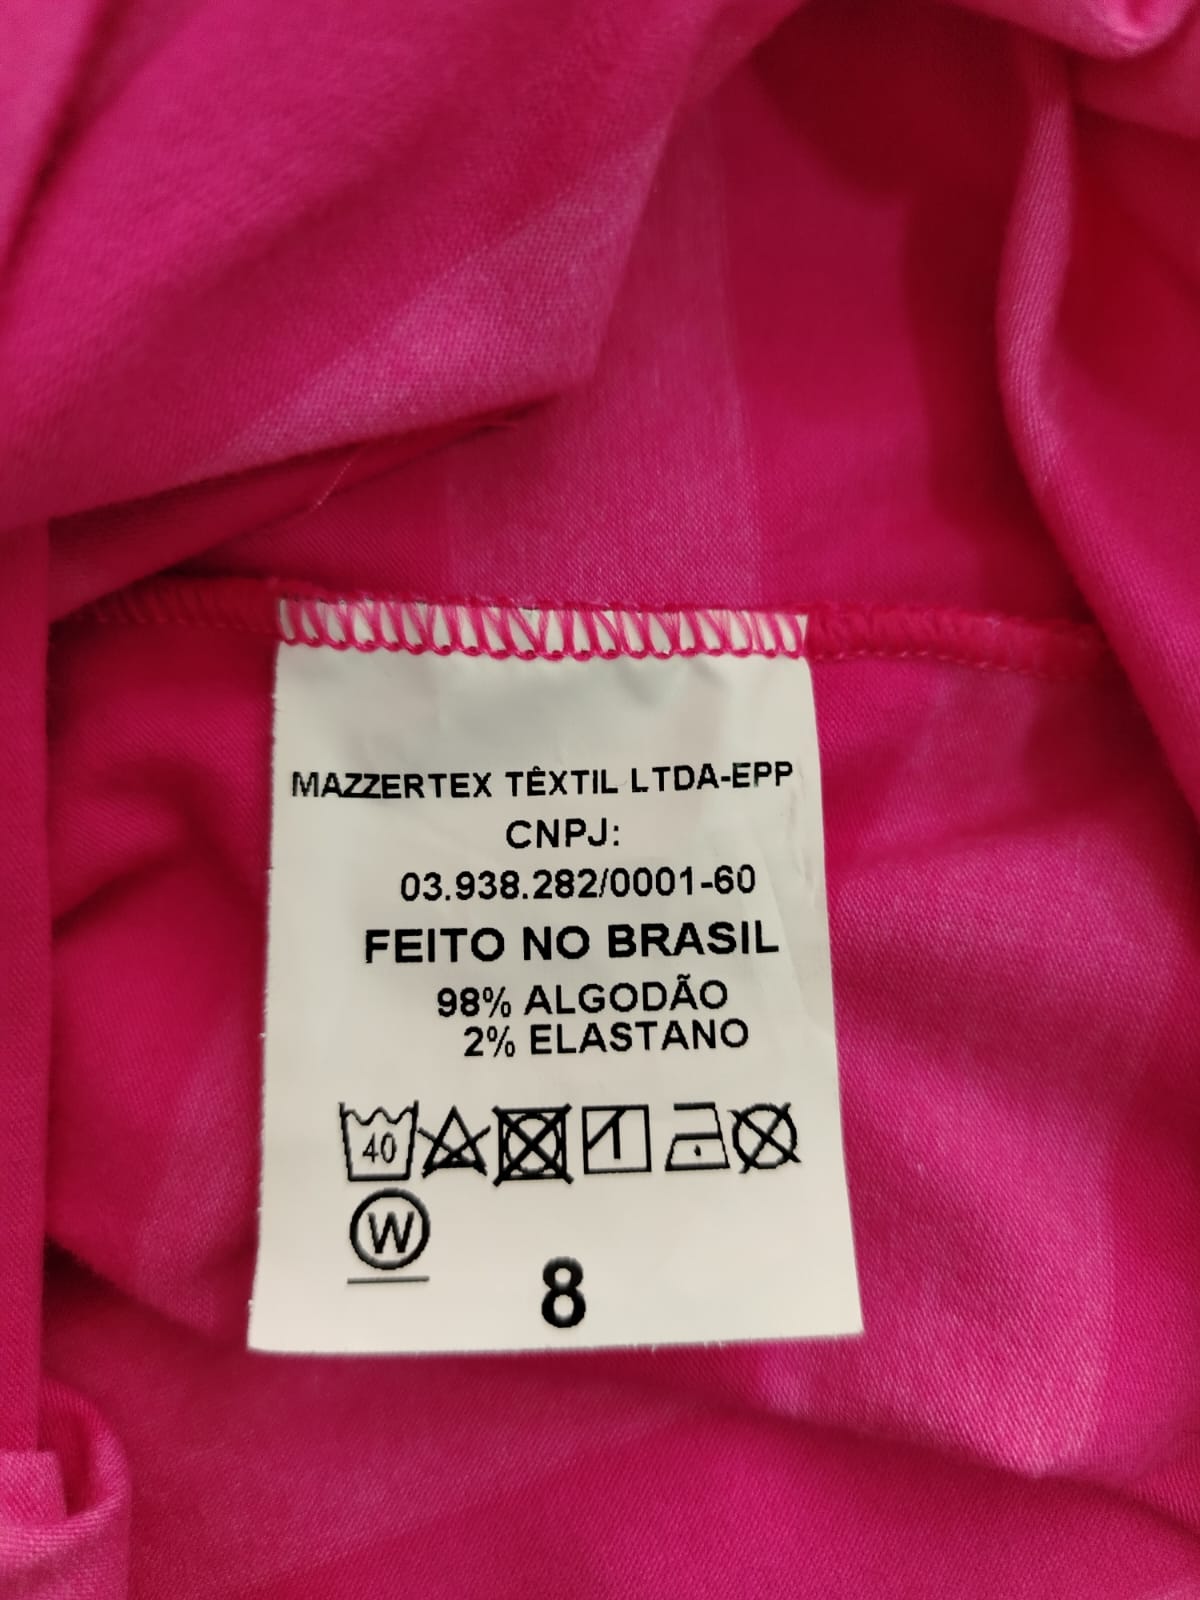 MAZZERTEX TÊXTIL LTDA-EPP
CNPJ:
03.938.282/0001-60
FEITO NO BRASIL
98% ALGODÃO
2% ELASTANO
40
W
8